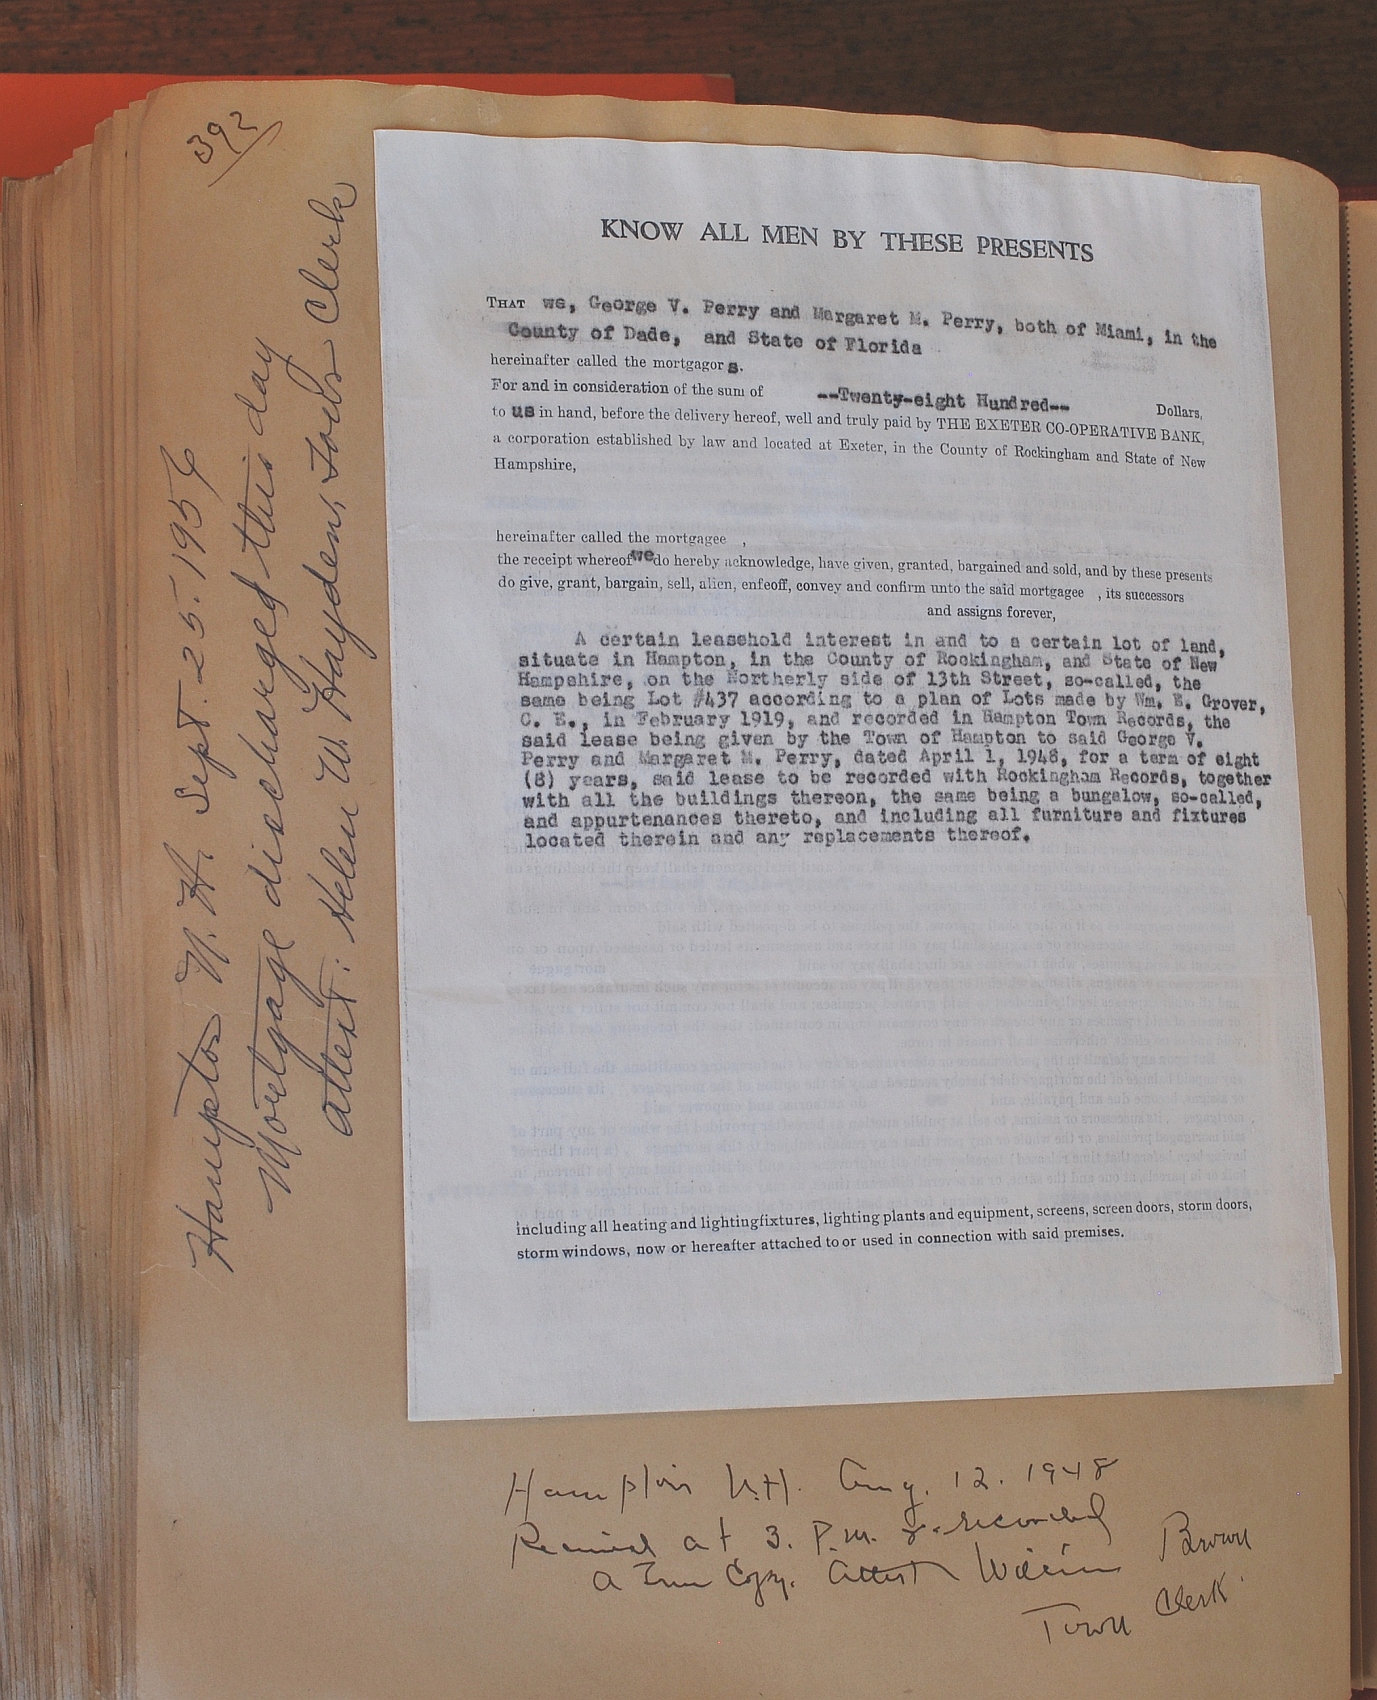 392
KNOW ALL MEN BY THESE PRESENTS
THAT we, George V. Perry and Margaret M. Perry, both of Miami, in the
County of Dade, and State of Florida
hereinafter called the mortgagor s.
For and in consideration of the sum of --Twenty-eight Hundred-- Dollars,
to us in hand, before the delivery hereof, well and truly paid by THE EXETER CO-OPERATIVE BANK,
a corporation established by law and located at Exeter, in the County of Rockingham and State of New
Hampshire,
hereinafter called the mortgagee ,
the receipt whereof we do hereby acknowledge, have given, granted, bargained and sold, and by these presents
do give, grant, bargain, sell, alien, enfeoff, convey and confirm unto the said mortgagee , its successors
and assigns forever,
A certain leasehold interest in and to a certain lot of land,
situate in Hampton, in the County of Rockingham, and State of New
Hampshire, on the Northerly side of 13th Street, so-called, the
same being Lot #437 according to a plan of Lots made by Wm. E. Grover,
C. E., in February 1919, and recorded in Hampton Town Records, the
said lease being given by the Town of Hampton to said George V.
Perry and Margaret M. Perry, dated April 1, 1948, for a term of eight
(8) years, said lease to be recorded with Rockingham Records, together
with all the buildings thereon, the same being a bungalow, so-called,
and appurtenances thereto, and including all furniture and fixtures
located therein and any replacements thereof.
including all heating and lightingfixtures, lighting plants and equipment, screens, screen doors, storm doors,
storm windows, now or hereafter attached to or used in connection with said premises.
Hampton N.H. Aug. 12. 1948
Received at 3. P.M. & recorded
a True Copy. Attest William Brown
Town Clerk
Hampton N. H. Sept. 25. 1956
Mortgage discharged this day
attest: Helen W. Hayden, Town Clerk